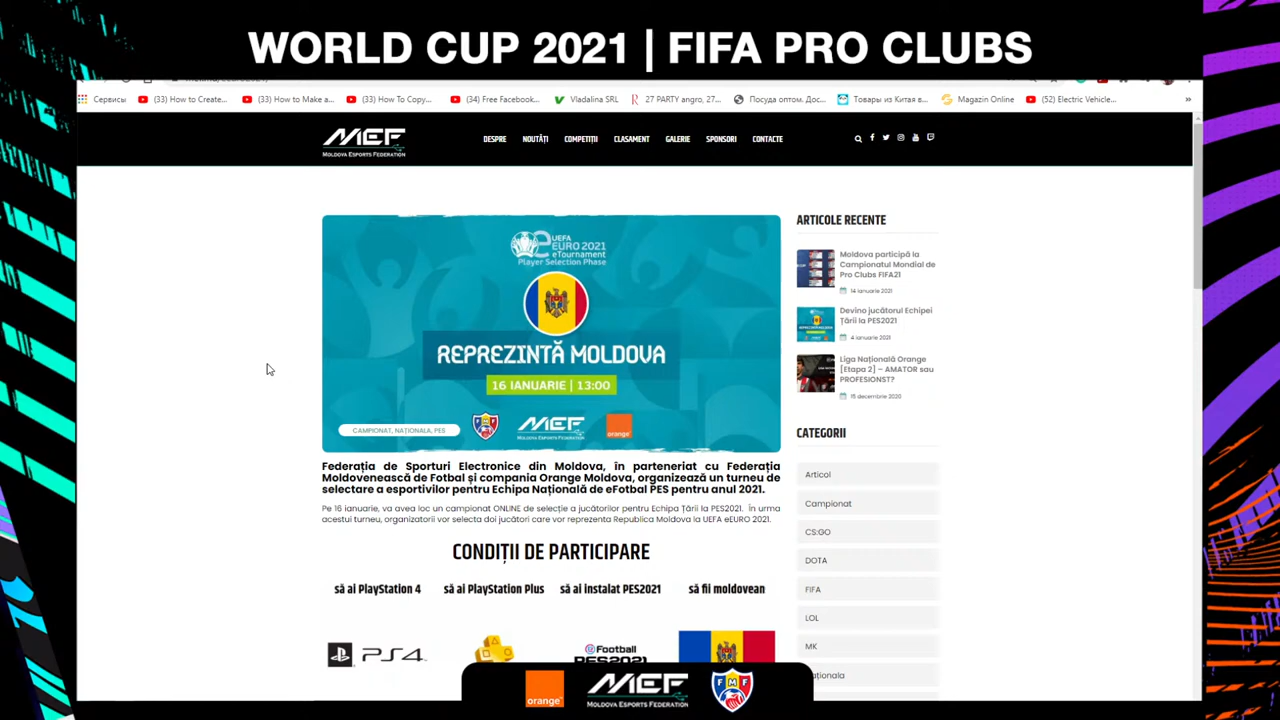 WORLD CUP 2021 | FIFA PRO CLUBS
Сервисы
(33) How to Create...
(33) How to Make a...
(33) How To Copy...
(34) Free Facebook...
Vladalina SRL
27 PARTY angro, 27...
Посуда оптом. Дос...
Товары из Китая в...
Magazin Online
(52) Electric Vehicle...
»
MEF
MOLDOVA ESPORTS FEDERATION
DESPRE
NOUTĂȚI
COMPETIȚII
CLASAMENT
GALERIE
SPONSORI
CONTACTE
UEFA
EURO 2021
eTournament
Player Selection Phase
REPREZINTĂ MOLDOVA
16 IANUARIE | 13:00
CAMPIONAT, NAȚIONALA, PES
FMF
MEF
MOLDOVA ESPORTS FEDERATION
orange
Federația de Sporturi Electronice din Moldova, în parteneriat cu Federația
Moldovenească de Fotbal și compania Orange Moldova, organizează un turneu de
selectare a esportivilor pentru Echipa Națională de eFotbal PES pentru anul 2021.
Pe 16 ianuarie, va avea loc un campionat ONLINE de selecție a jucătorilor pentru Echipa Țării la PES2021. În urma
acestui turneu, organizatorii vor selecta doi jucători care vor reprezenta Republica Moldova la UEFA eEURO 2021.
CONDIȚII DE PARTICIPARE
să ai PlayStation 4
să ai PlayStation Plus
să ai instalat PES2021
să fii moldovean
PS4
Football
PES2021
ARTICOLE RECENTE
Moldova participă la
Campionatul Mondial de
Pro Clubs FIFA21
14 ianuarie 2021
Devino jucătorul Echipei
Țării la PES2021
4 ianuarie 2021
Liga Națională Orange
[Etapa 2] – AMATOR sau
PROFESIONST?
15 decembrie 2020
CATEGORII
Articol
Campionat
CS:GO
DOTA
FIFA
LOL
MK
ționala
orange
MEF
MOLDOVA ESPORTS FEDERATION
FMF